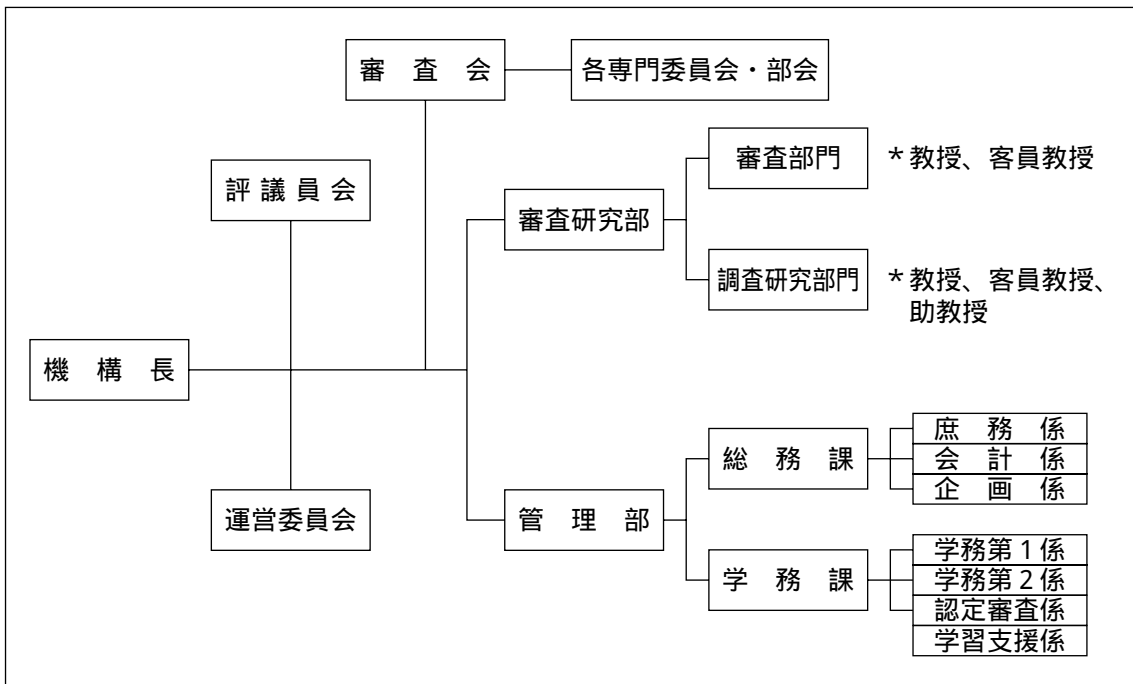 審　査　会
各専門委員会・部会
評 議 員 会
審査部門
＊教授、客員教授
審査研究部
調査研究部門
＊教授、客員教授、
助教授
機　構　長
運営委員会
管　理　部
総　務　課
庶　務　係
会　計　係
企　画　係
学　務　課
学務第１係
学務第２係
認定審査係
学習支援係